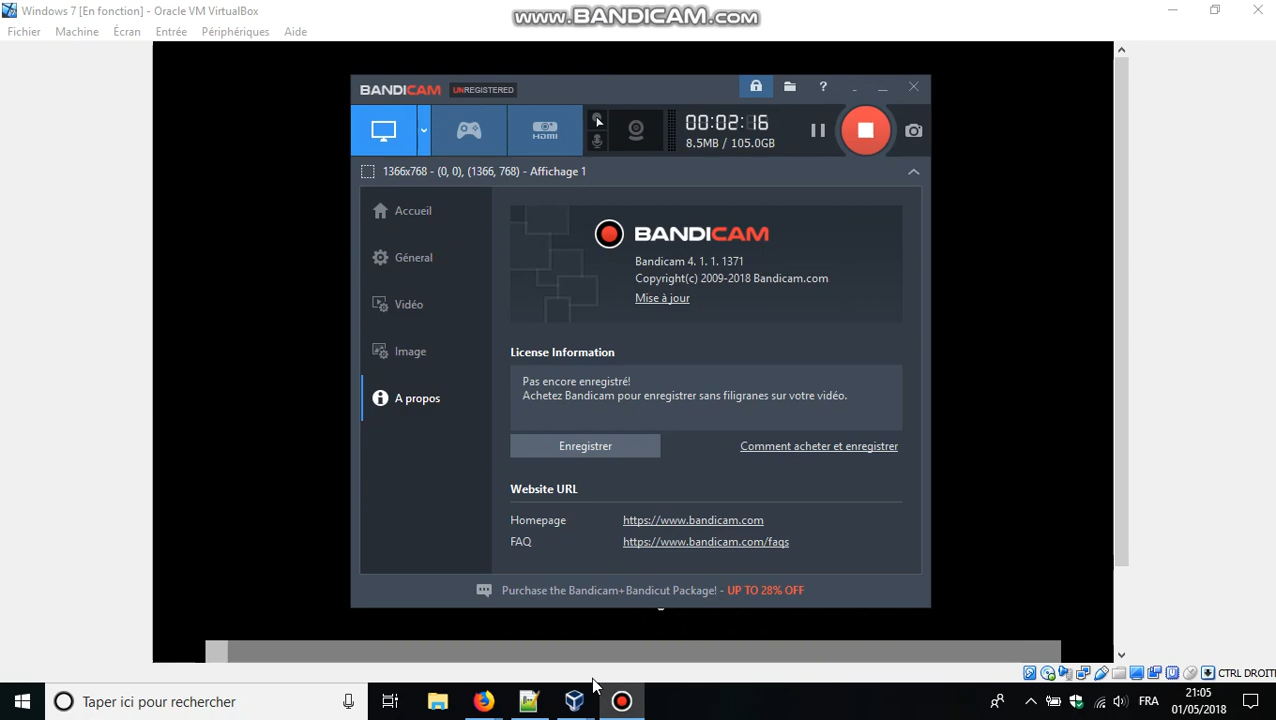 Windows 7 [En fonction] - Oracle VM VirtualBox
www.BANDICAM.com
Fichier Machine Écran Entrée Périphériques Aide
BANDICAM UNREGISTERED
?
HDMI
00:02:16
8.5MB / 105.0GB
1366x768 - (0, 0), (1366, 768) - Affichage 1
Accueil
Géneral
Vidéo
Image
A propos
BANDICAM
Bandicam 4. 1. 1. 1371
Copyright(c) 2009-2018 Bandicam.com
Mise à jour
License Information
Pas encore enregistré!
Achetez Bandicam pour enregistrer sans filigranes sur votre vidéo.
Enregistrer Comment acheter et enregistrer
Website URL
Homepage https://www.bandicam.com
FAQ https://www.bandicam.com/faqs
Purchase the Bandicam+Bandicut Package! - UP TO 28% OFF
CTRL DROITE
Taper ici pour rechercher
FRA
21:05
01/05/2018